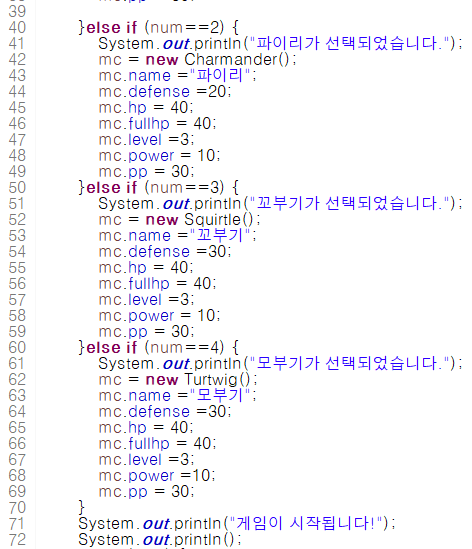 39
40 }else if (num==2) {
41 System.out.println("파이리가 선택되었습니다.");
42 mc = new Charmander();
43 mc.name ="파이리";
44 mc.defense =20;
45 mc.hp = 40;
46 mc.fullhp = 40;
47 mc.level =3;
48 mc.power = 10;
49 mc.pp = 30;
50 }else if (num==3) {
51 System.out.println("꼬부기가 선택되었습니다.");
52 mc = new Squirtle();
53 mc.name ="꼬부기";
54 mc.defense =30;
55 mc.hp = 40;
56 mc.fullhp = 40;
57 mc.level =3;
58 mc.power = 10;
59 mc.pp = 30;
60 }else if (num==4) {
61 System.out.println("모부기가 선택되었습니다.");
62 mc = new Turtwig();
63 mc.name ="모부기";
64 mc.defense =30;
65 mc.hp = 40;
66 mc.fullhp = 40;
67 mc.level =3;
68 mc.power =10;
69 mc.pp = 30;
70 }
71 System.out.println("게임이 시작됩니다!");
72 System.out.println();